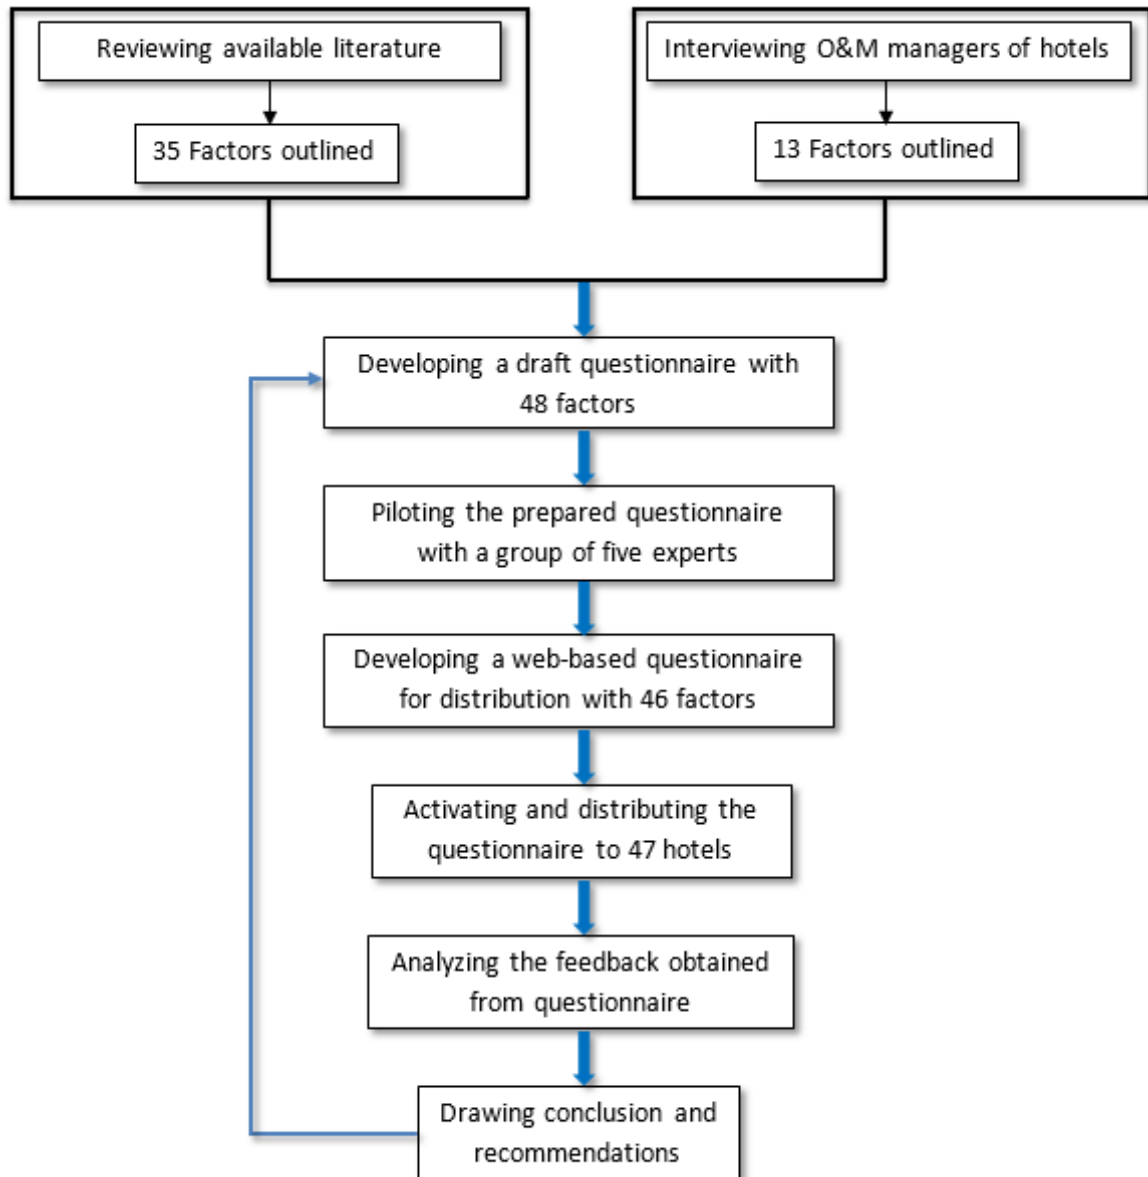 Reviewing available literature
35 Factors outlined
Interviewing O&M managers of hotels
13 Factors outlined
Developing a draft questionnaire with
48 factors
Piloting the prepared questionnaire
with a group of five experts
Developing a web-based questionnaire
for distribution with 46 factors
Activating and distributing the
questionnaire to 47 hotels
Analyzing the feedback obtained
from questionnaire
Drawing conclusion and
recommendations